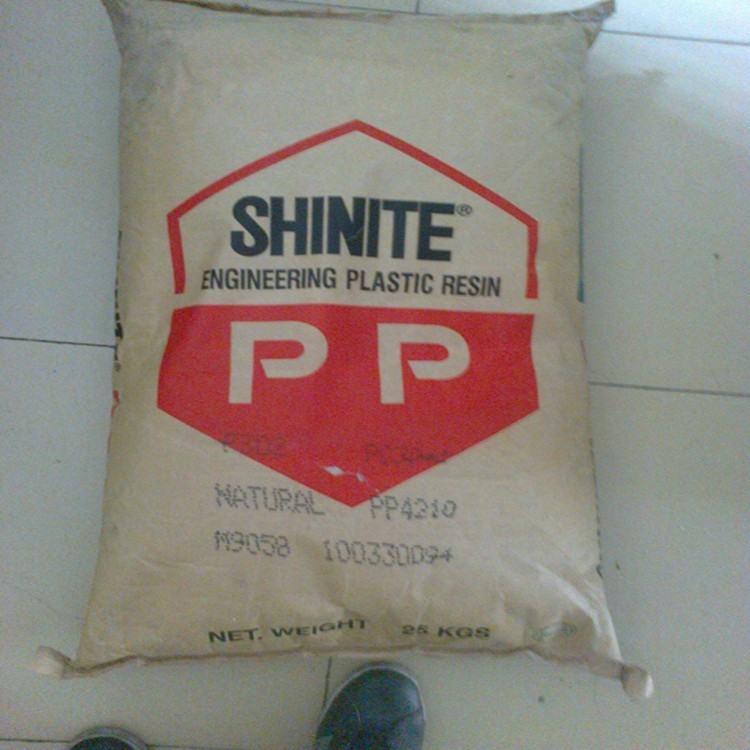 SHINITE®
ENGINEERING PLASTIC RESIN
PP
NATURAL PP4210
M9058 100330094
NET. WEIGHT 25 KGS